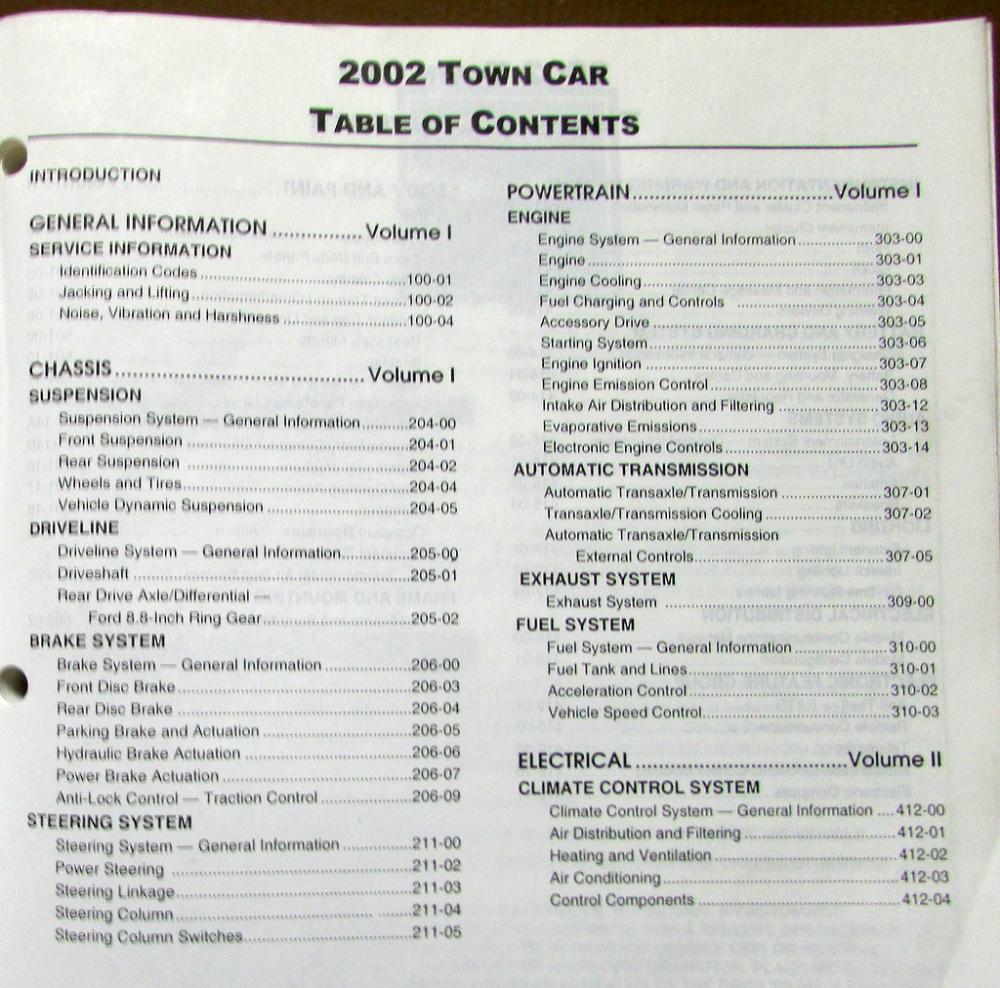 2002 TOWN CAR
TABLE OF CONTENTS
INTRODUCTION
GENERAL INFORMATION ............... Volume I
SERVICE INFORMATION
Identification Codes ............... 100-01
Jacking and Lifting ............... 100-02
Noise, Vibration and Harshness ............... 100-04
CHASSIS ............... Volume I
SUSPENSION
Suspension System — General Information ............... 204-00
Front Suspension ............... 204-01
Rear Suspension ............... 204-02
Wheels and Tires ............... 204-04
Vehicle Dynamic Suspension ............... 204-05
DRIVELINE
Driveline System — General Information ............... 205-00
Driveshaft ............... 205-01
Rear Drive Axle/Differential —
Ford 8.8-Inch Ring Gear ............... 205-02
BRAKE SYSTEM
Brake System — General Information ............... 206-00
Front Disc Brake ............... 206-03
Rear Disc Brake ............... 206-04
Parking Brake and Actuation ............... 206-05
Hydraulic Brake Actuation ............... 206-06
Power Brake Actuation ............... 206-07
Anti-Lock Control — Traction Control ............... 206-09
STEERING SYSTEM
Steering System — General Information ............... 211-00
Power Steering ............... 211-02
Steering Linkage ............... 211-03
Steering Column ............... 211-04
Steering Column Switches ............... 211-05
POWERTRAIN ............... Volume I
ENGINE
Engine System — General Information ............... 303-00
Engine ............... 303-01
Engine Cooling ............... 303-03
Fuel Charging and Controls ............... 303-04
Accessory Drive ............... 303-05
Starting System ............... 303-06
Engine Ignition ............... 303-07
Engine Emission Control ............... 303-08
Intake Air Distribution and Filtering ............... 303-12
Evaporative Emissions ............... 303-13
Electronic Engine Controls ............... 303-14
AUTOMATIC TRANSMISSION
Automatic Transaxle/Transmission ............... 307-01
Transaxle/Transmission Cooling ............... 307-02
Automatic Transaxle/Transmission
External Controls ............... 307-05
EXHAUST SYSTEM
Exhaust System ............... 309-00
FUEL SYSTEM
Fuel System — General Information ............... 310-00
Fuel Tank and Lines ............... 310-01
Acceleration Control ............... 310-02
Vehicle Speed Control ............... 310-03
ELECTRICAL ............... Volume II
CLIMATE CONTROL SYSTEM
Climate Control System — General Information .... 412-00
Air Distribution and Filtering ............... 412-01
Heating and Ventilation ............... 412-02
Air Conditioning ............... 412-03
Control Components ............... 412-04